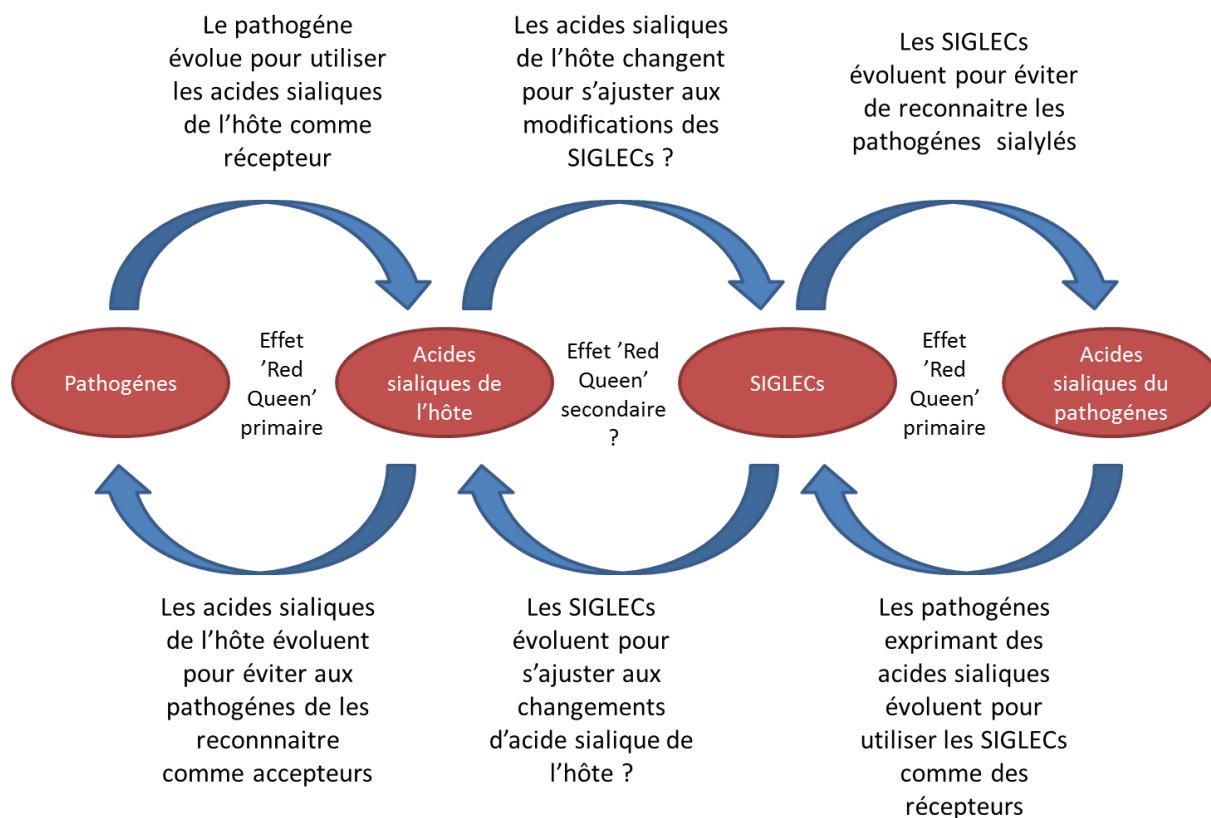 Le pathogéne
évolue pour utiliser
les acides sialiques
de l’hôte comme
récepteur
Les acides sialiques
de l’hôte changent
pour s’ajuster aux
modifications des
SIGLECs ?
Les SIGLECs
évoluent pour éviter
de reconnaitre les
pathogénes sialylés
Pathogénes
Effet
’Red
Queen’
primaire
Acides
sialiques de
l’hôte
Effet ’Red
Queen’
secondaire
?
SIGLECs
Effet
’Red
Queen’
primaire
Acides
sialiques du
pathogénes
Les acides sialiques
de l’hôte évoluent
pour éviter aux
pathogénes de les
reconnnaitre
comme accepteurs
Les SIGLECs
évoluent pour
s’ajuster aux
changements
d’acide sialique de
l’hôte ?
Les pathogénes
exprimant des
acides sialiques
évoluent pour
utiliser les SIGLECs
comme des
récepteurs